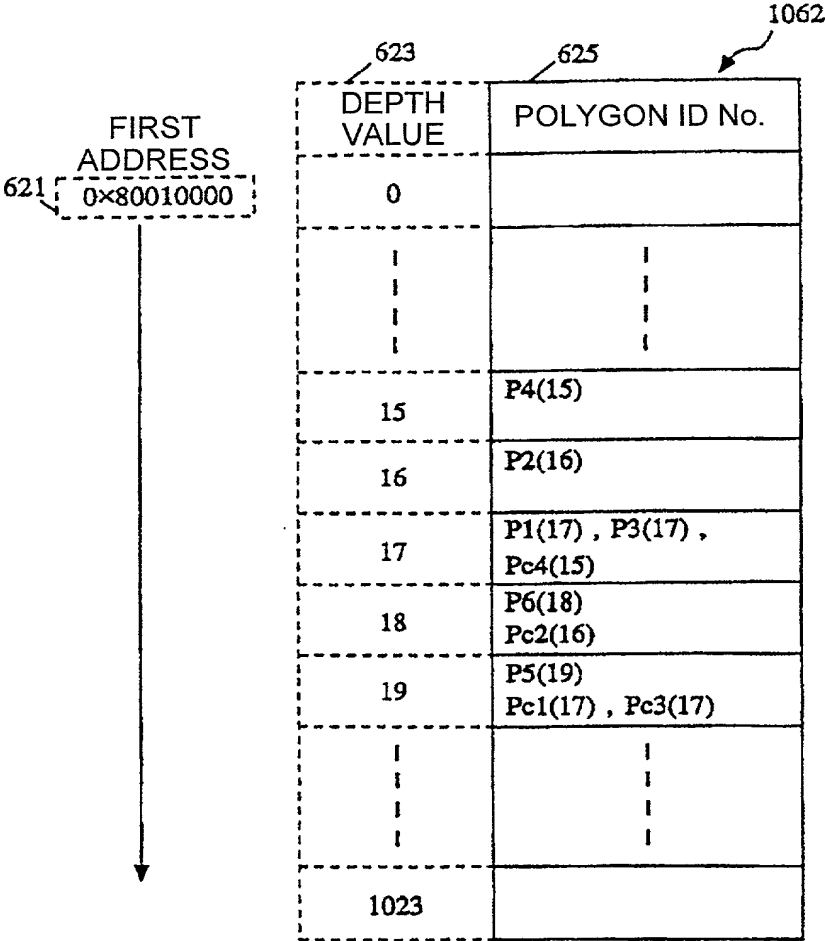 1062
623
625
DEPTH
VALUE
POLYGON ID No.
FIRST
ADDRESS
621
0×80010000
0
15
P4(15)
16
P2(16)
17
P1(17) , P3(17) ,
Pc4(15)
18
P6(18)
Pc2(16)
19
P5(19)
Pc1(17) , Pc3(17)
1023